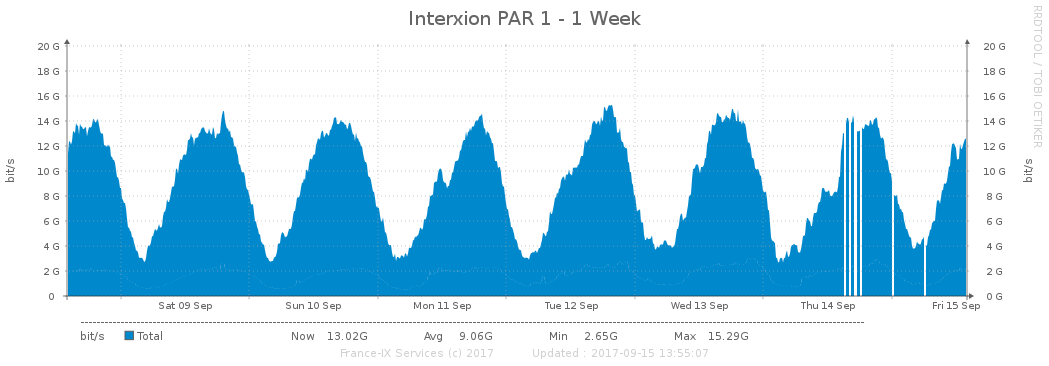 Interxion PAR 1 - 1 Week
RRDTOOL / TOBI OETIKER
20 G 20 G
18 G 18 G
16 G 16 G
14 G 14 G
12 G 12 G
10 G 10 G
8 G 8 G
6 G 6 G
4 G 4 G
2 G 2 G
0 0 G
bit/s bit/s
Sat 09 Sep Sun 10 Sep Mon 11 Sep Tue 12 Sep Wed 13 Sep Thu 14 Sep Fri 15 Sep
bit/s Total Now 13.02G Avg 9.06G Min 2.65G Max 15.29G
France-IX Services (c) 2017 Updated : 2017-09-15 13:55:07